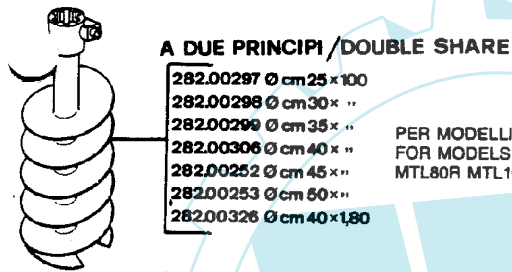 A DUE PRINCIPI / DOUBLE SHARE
282.00297 Ø cm 25 x 100
282.00298 Ø cm 30 x "
282.00299 Ø cm 35 x "
282.00306 Ø cm 40 x "
282.00252 Ø cm 45 x "
282.00253 Ø cm 50 x "
282.00326 Ø cm 40 x 1,80
PER MODELLI
FOR MODELS
MTL80R